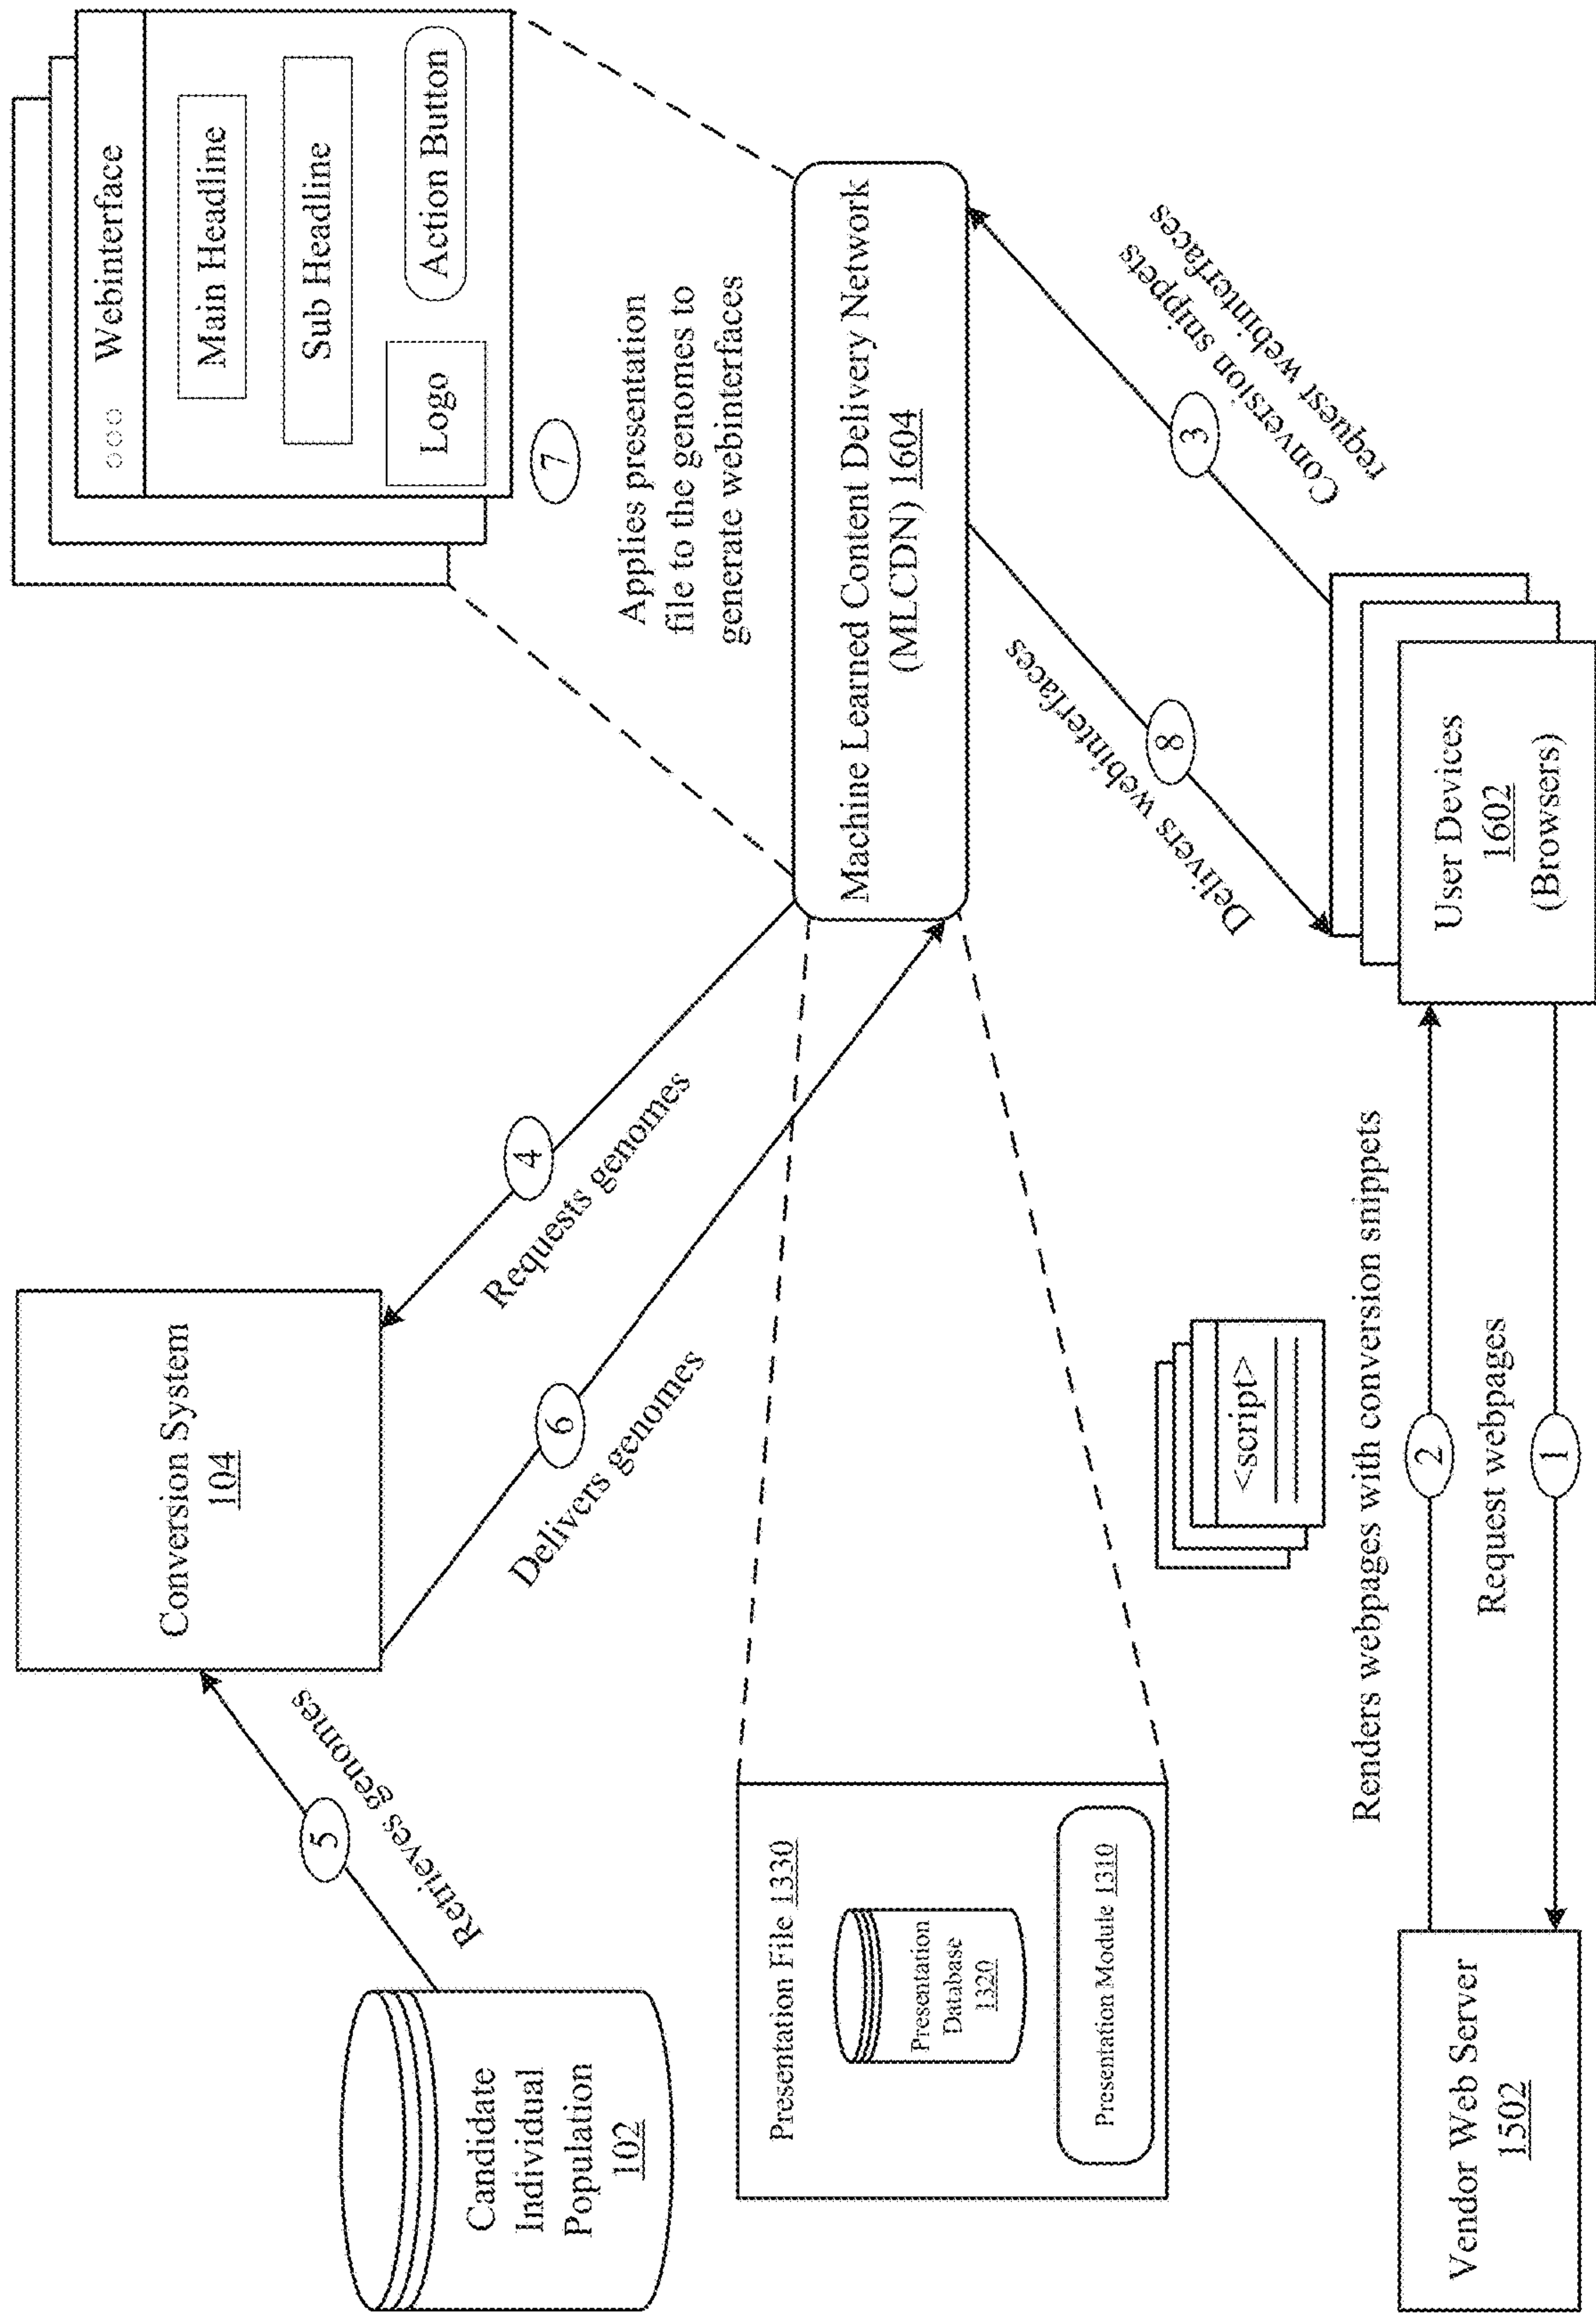 Candidate
Individual
Population
102
5
Retrieves genomes
Conversion System
104
4
Requests genomes
6
Delivers genomes
○○○ Webinterface
Main Headline
Sub Headline
Logo
Action Button
7
Applies presentation
file to the genomes to
generate webinterfaces
Presentation File 1330
Presentation
Database
1320
Presentation Module 1310
Machine Learned Content Delivery Network
(MLCDN) 1604
<script>
8
Delivers webinterfaces
3
Conversion snippets
request webinterfaces
Vendor Web Server
1502
Renders webpages with conversion snippets
2
Request webpages
1
User Devices
1602
(Browsers)